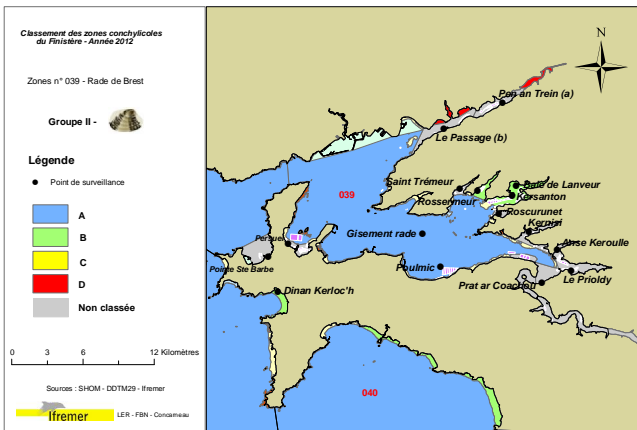 Classement des zones conchylicoles
du Finistère - Année 2012
Zones n° 039 - Rade de Brest
Groupe II -
Légende
Point de surveillance
A
B
C
D
Non classée
0 3 6 12 Kilomètres
Sources : SHOM - DDTM29 - Ifremer
Ifremer
LER - FBN - Concarneau
N
Pen an Trein (a)
Le Passage (b)
039
Saint Trémeur
Baie de Lanveur
Rossermeur
Kersanton
Roscurunet
Kernisi
Gisement rade
Persuel
Anse Keroulle
Pointe Ste Barbe
Poulmic
Le Prioldy
Prat ar Coachou
Dinan Kerloc'h
040